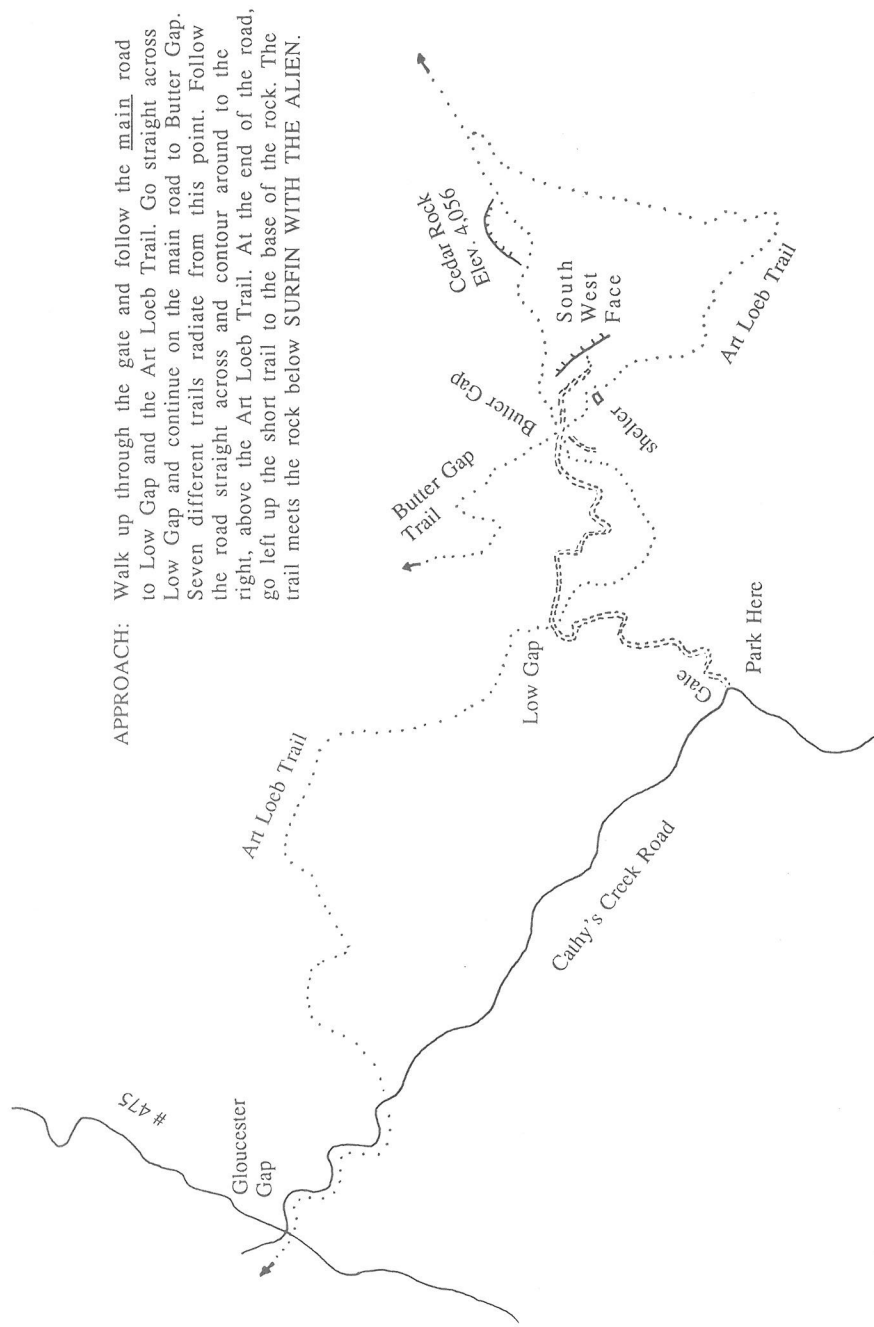 APPROACH: Walk up through the gate and follow the main road
to Low Gap and the Art Loeb Trail. Go straight across
Low Gap and continue on the main road to Butter Gap.
Seven different trails radiate from this point. Follow
the road straight across and contour around to the
right, above the Art Loeb Trail. At the end of the road,
go left up the short trail to the base of the rock. The
trail meets the rock below SURFIN WITH THE ALIEN.
# 475
Gloucester
Gap
Art Loeb Trail
Cathy's Creek Road
Low Gap
Gate
Park Here
Butter Gap
Trail
Butter Gap
shelter
Cedar Rock
Elev. 4,056
South
West
Face
Art Loeb Trail